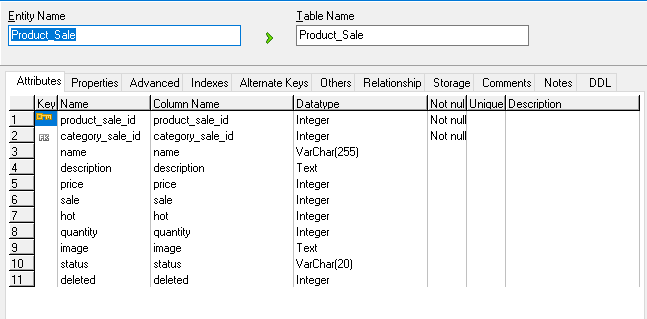 Entity Name Table Name
Product_Sale Product_Sale
Attributes Properties Advanced Indexes Alternate Keys Others Relationship Storage Comments Notes DDL
Key Name Column Name Datatype Not nul Unique Description
1 product_sale_id product_sale_id Integer Not null
2 FK category_sale_id category_sale_id Integer Not null
3 name name VarChar(255)
4 description description Text
5 price price Integer
6 sale sale Integer
7 hot hot Integer
8 quantity quantity Integer
9 image image Text
10 status status VarChar(20)
11 deleted deleted Integer